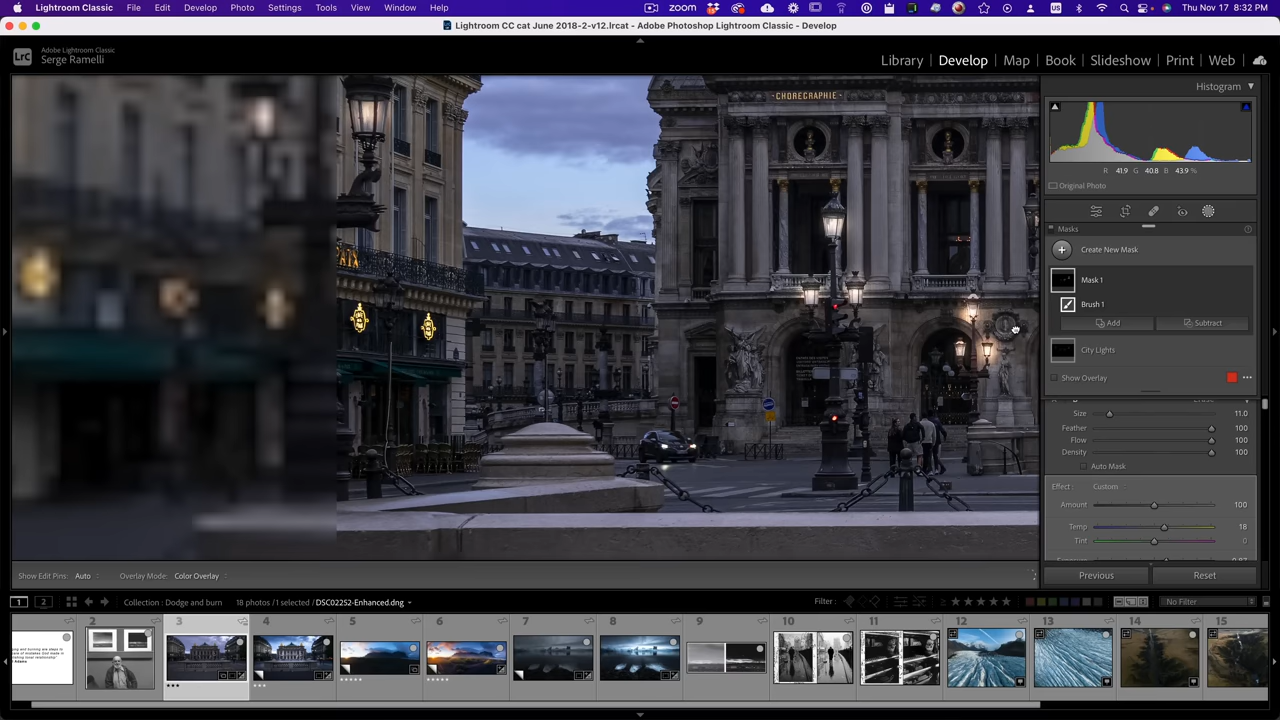 Lightroom Classic File Edit Develop Photo Settings Tools View Window Help zoom Thu Nov 17 8:32 PM
Lightroom CC cat June 2018-2-v12.lrcat - Adobe Photoshop Lightroom Classic - Develop
LrC Adobe Lightroom Classic
Serge Ramelli
Library | Develop | Map | Book | Slideshow | Print | Web
Histogram
CHOREGRAPHIE
R 41.9 G 40.8 B 43.9 %
Original Photo
Masks
Create New Mask
Mask 1
Brush 1
Add Subtract
City Lights
Show Overlay
Size 11.0
Feather 100
Flow 100
Density 100
Auto Mask
Effect : Custom
Amount 100
Temp 18
Tint 0
Previous Reset
Show Edit Pins: Auto Overlay Mode: Color Overlay
1 2 Collection : Dodge and burn 18 photos / 1 selected / DSC02252-Enhanced.dng Filter : No Filter
2 3 4 5 6 7 8 9 10 11 12 13 14 15